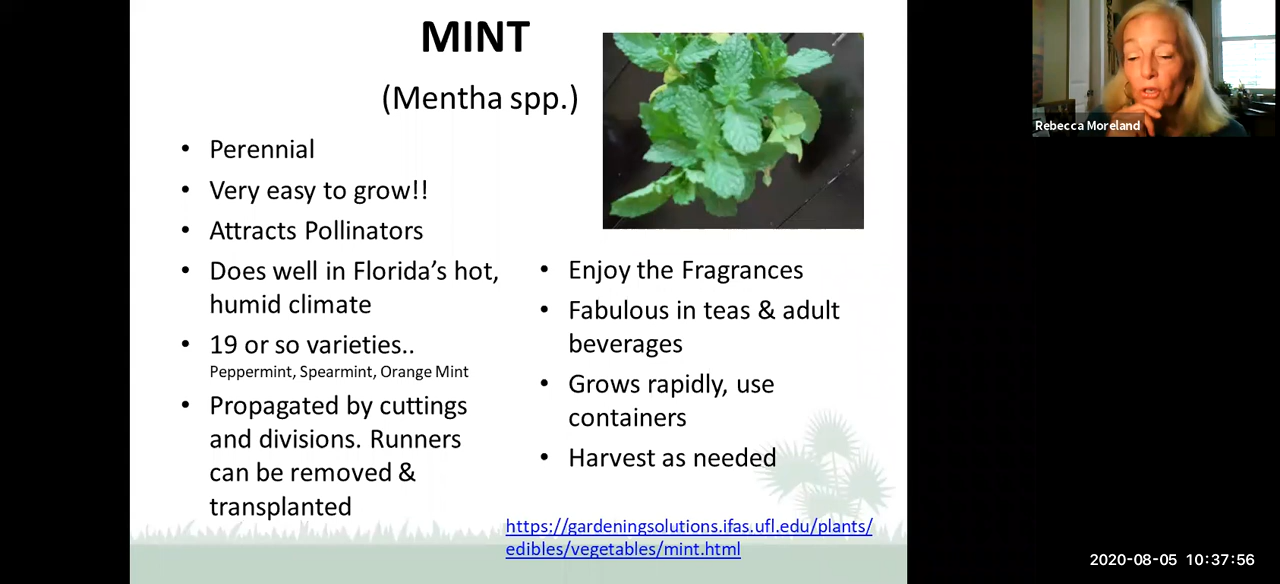 MINT
(Mentha spp.)
• Perennial
• Very easy to grow!!
• Attracts Pollinators
• Does well in Florida’s hot,
humid climate
• 19 or so varieties..
Peppermint, Spearmint, Orange Mint
• Propagated by cuttings
and divisions. Runners
can be removed &
transplanted
• Enjoy the Fragrances
• Fabulous in teas & adult
beverages
• Grows rapidly, use
containers
• Harvest as needed
https://gardeningsolutions.ifas.ufl.edu/plants/
edibles/vegetables/mint.html
Rebecca Moreland
2020-08-05 10:37:56